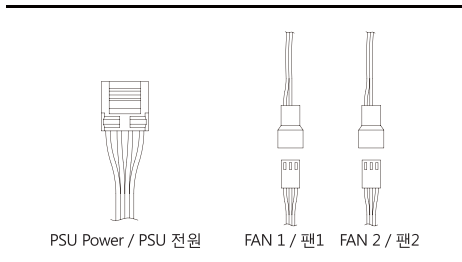 PSU Power / PSU 전원
FAN 1 / 팬1
FAN 2 / 팬2